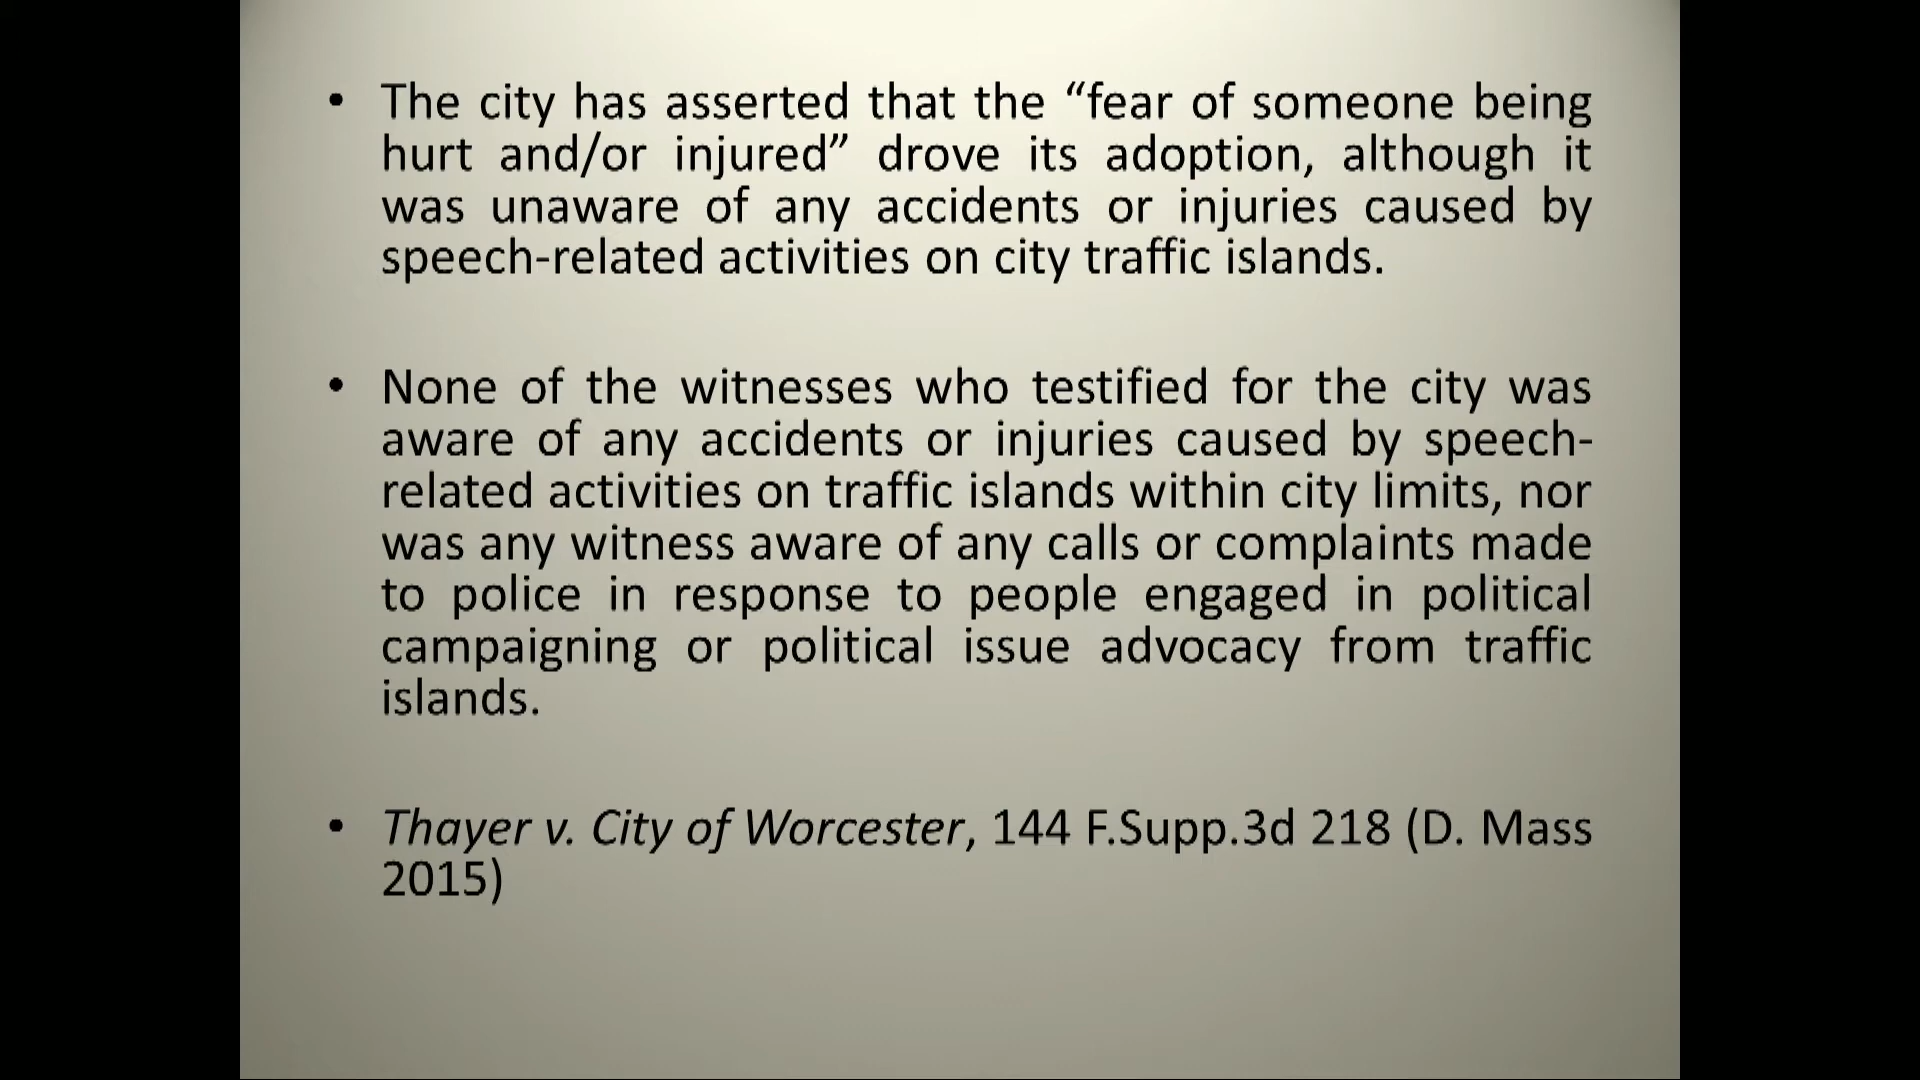 • The city has asserted that the “fear of someone being
hurt and/or injured” drove its adoption, although it
was unaware of any accidents or injuries caused by
speech-related activities on city traffic islands.
• None of the witnesses who testified for the city was
aware of any accidents or injuries caused by speech-
related activities on traffic islands within city limits, nor
was any witness aware of any calls or complaints made
to police in response to people engaged in political
campaigning or political issue advocacy from traffic
islands.
• Thayer v. City of Worcester, 144 F.Supp.3d 218 (D. Mass
2015)